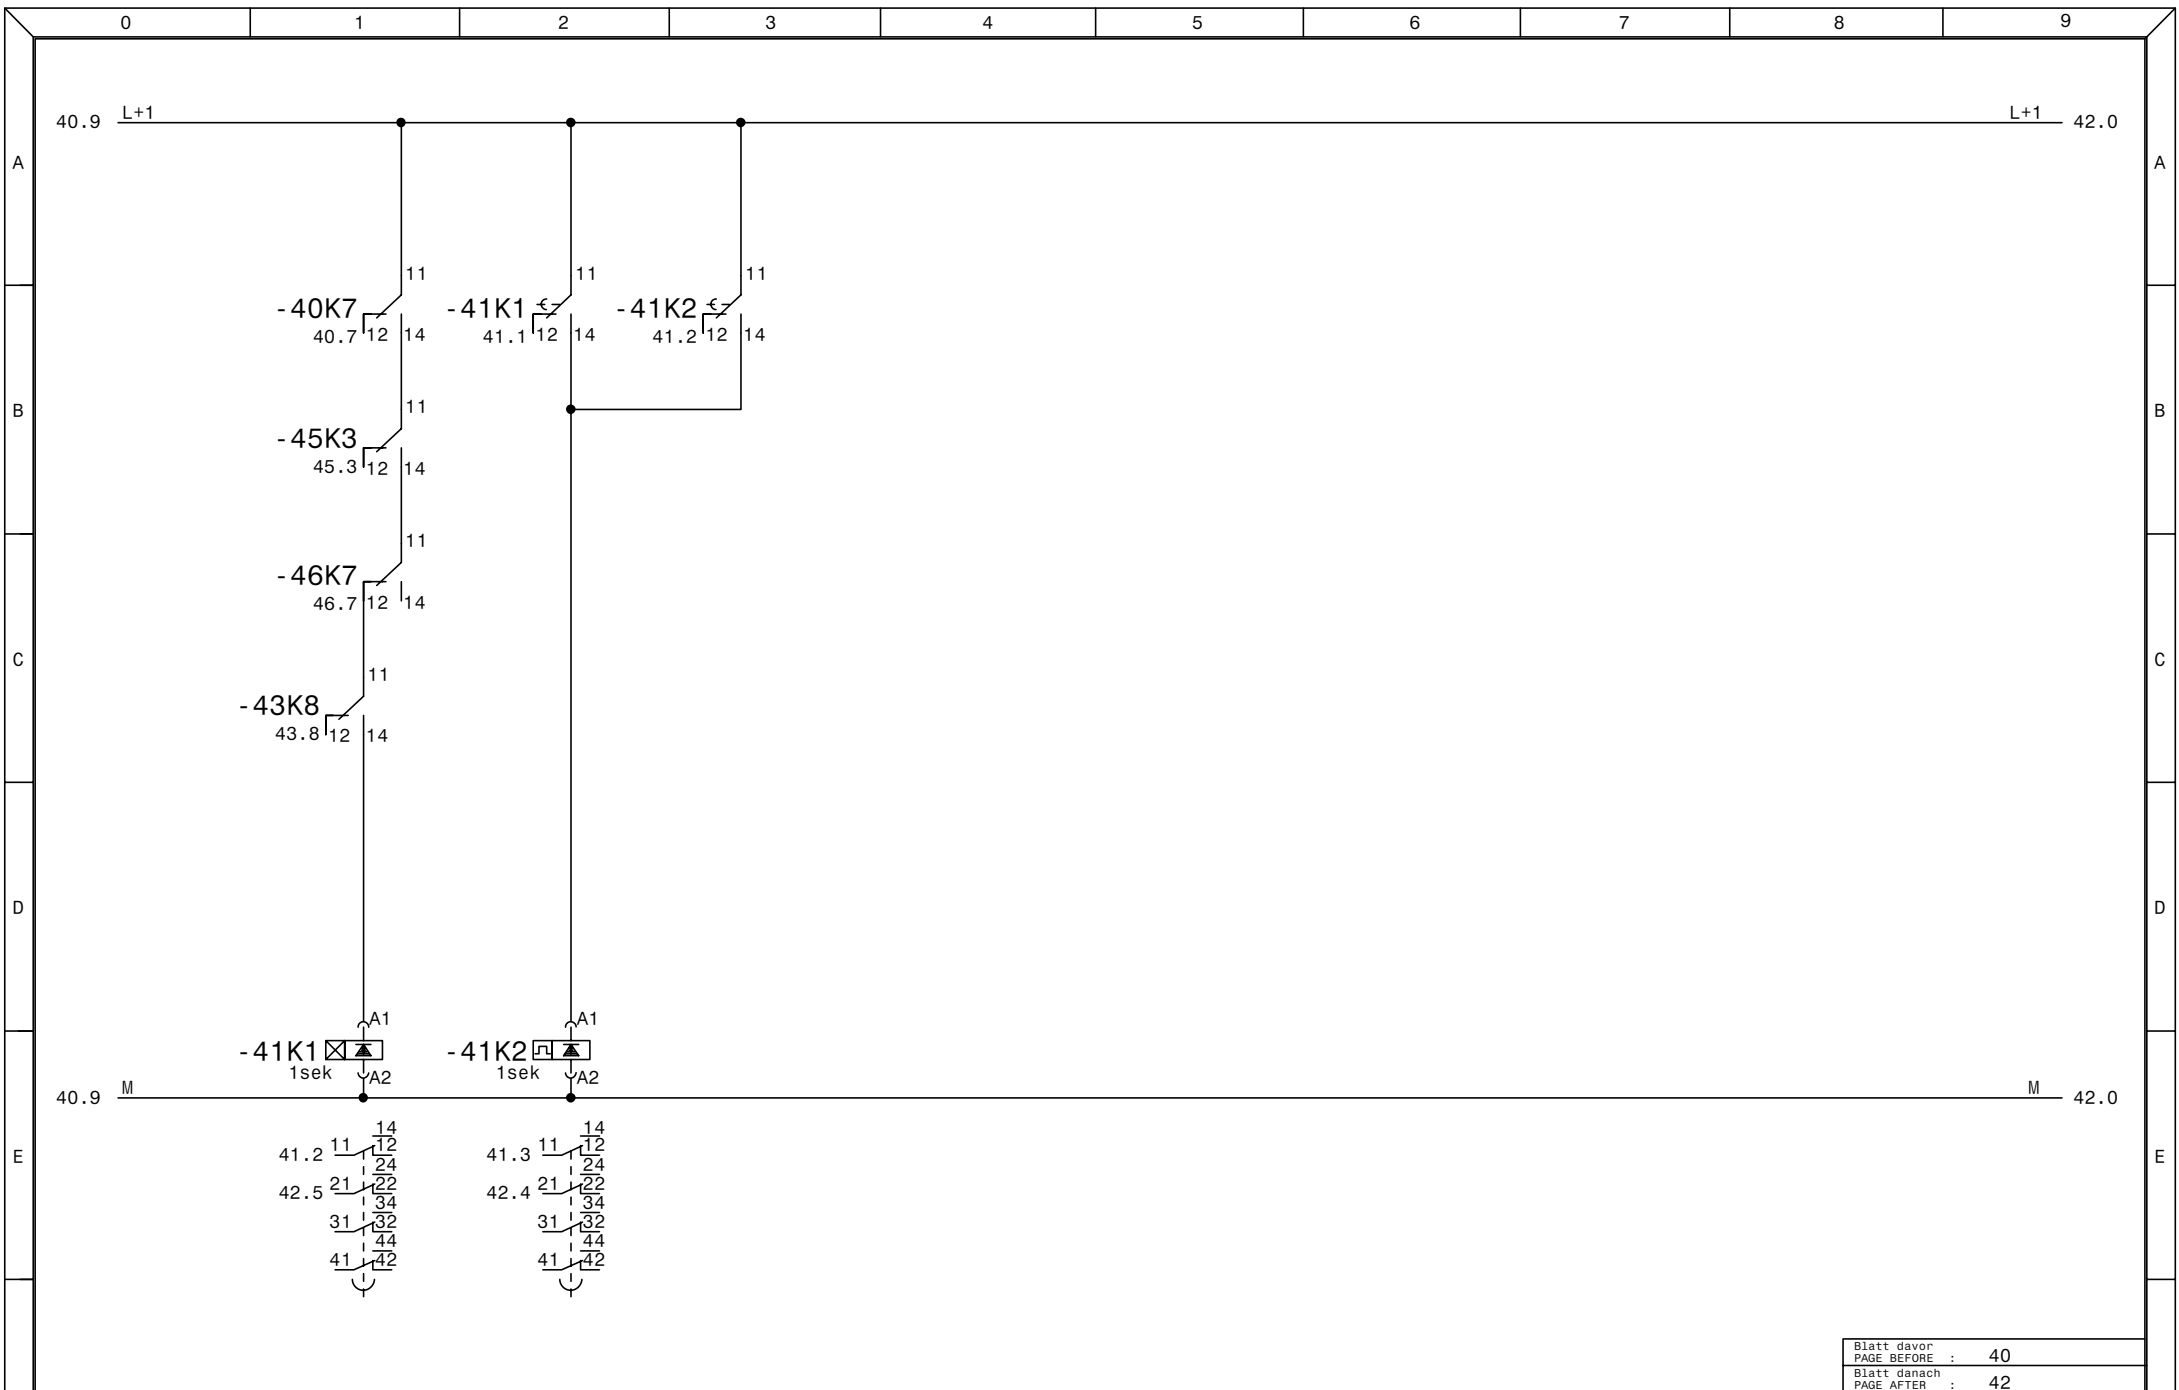 0 1 2 3 4 5 6 7 8 9
40.9 L+1 L+1 42.0
A A
11 11 11
-40K7 -41K1 -41K2
40.7 12 14 41.1 12 14 41.2 12 14
11
B B
-45K3
45.3 12 14
11
-46K7
46.7 12 14
C C
11
-43K8
43.8 12 14
D D
A1 A1
-41K1 -41K2
1sek A2 1sek A2
40.9 M M 42.0
14 14
41.2 11 12 41.3 11 12
E E
24 24
42.5 21 22 42.4 21 22
34 34
31 32 31 32
44 44
41 42 41 42
Blatt davor
PAGE BEFORE : 40
Blatt danach
PAGE AFTER : 42